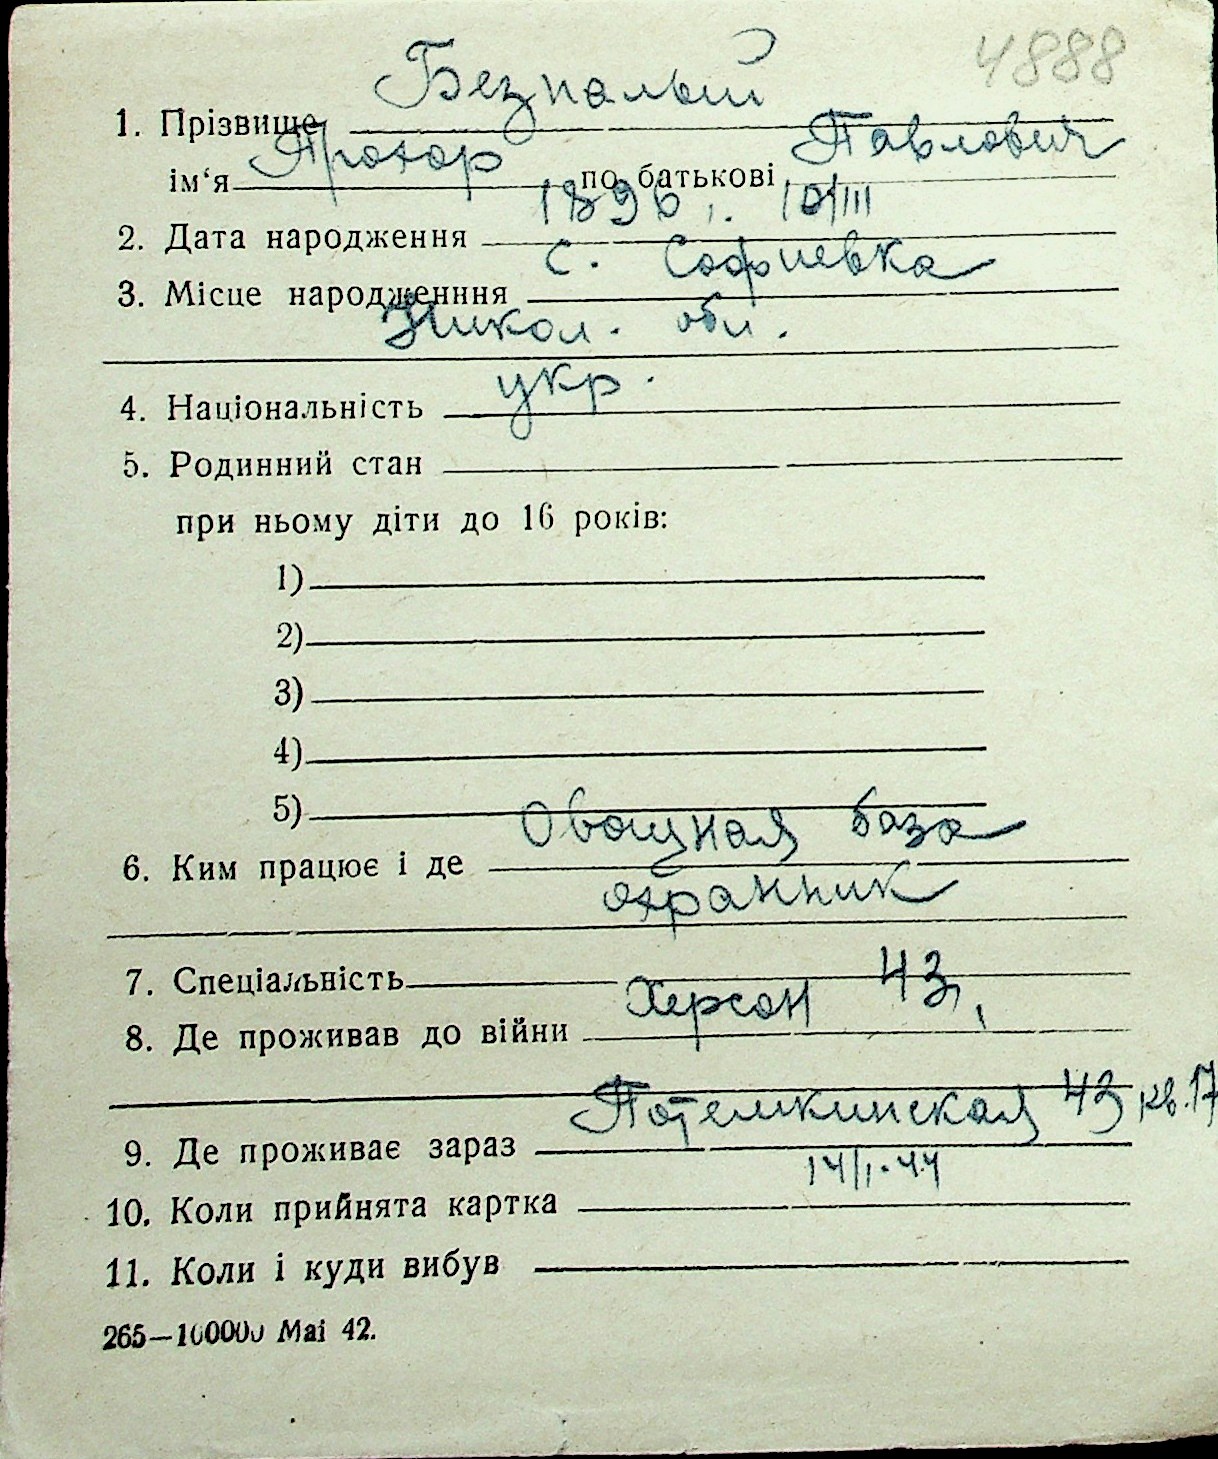 4888
1. Прізвище Безпалый
ім‘я Прохор по батькові Павлович
2. Дата народження 1896 г. 10/III
3. Місце народженння с. Софиевка
Никол. обл.
4. Національність укр.
5. Родинний стан
при ньому діти до 16 років:
1)
2)
3)
4)
5)
6. Ким працює і де Овощная база
охранник
7. Спеціальність
8. Де проживав до війни Херсон 43,
9. Де проживає зараз Потемкинская 43 кв. 17
10. Коли прийнята картка 14/I-44
11. Коли і куди вибув
265—100000 Маі 42.